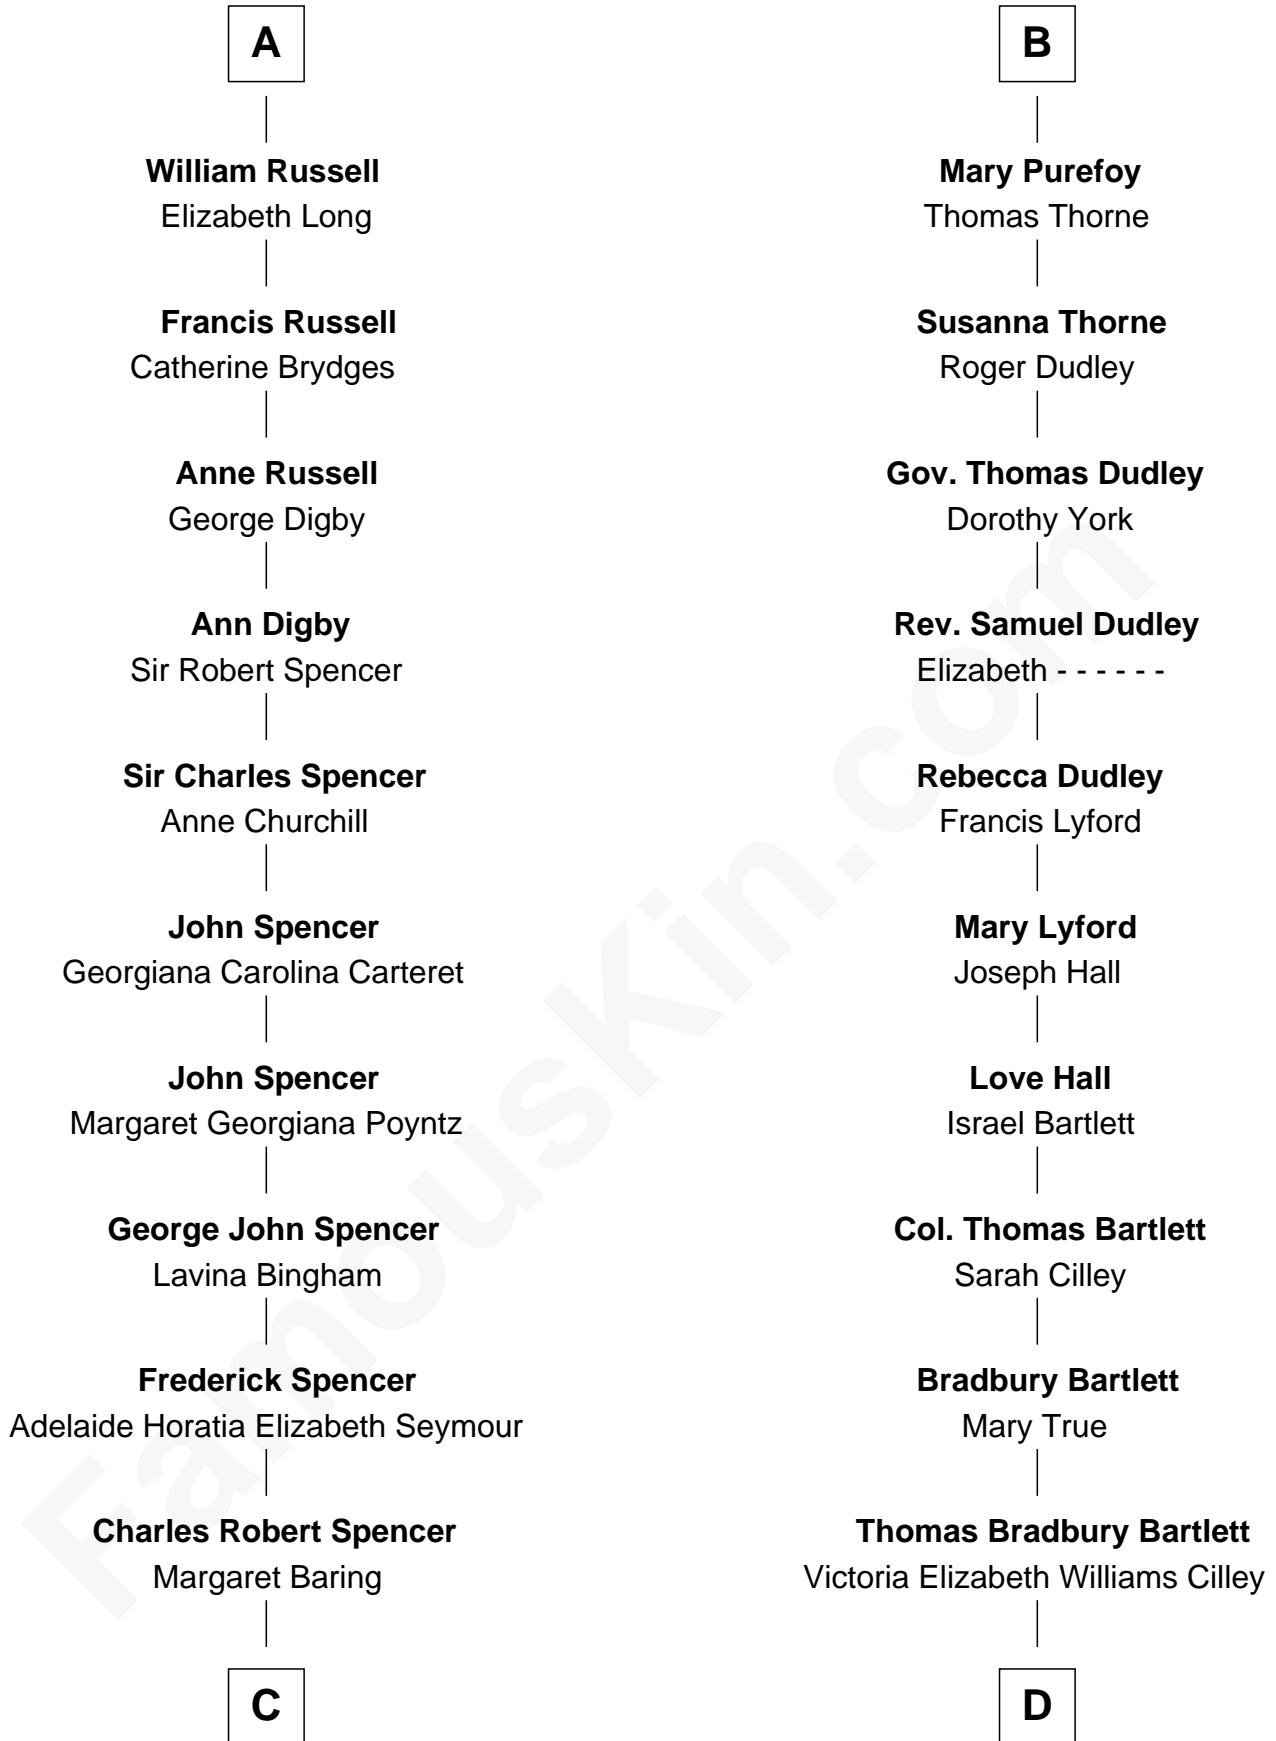 A
William Russell
Elizabeth Long
Francis Russell
Catherine Brydges
Anne Russell
George Digby
Ann Digby
Sir Robert Spencer
Sir Charles Spencer
Anne Churchill
John Spencer
Georgiana Carolina Carteret
John Spencer
Margaret Georgiana Poyntz
George John Spencer
Lavina Bingham
Frederick Spencer
Adelaide Horatia Elizabeth Seymour
Charles Robert Spencer
Margaret Baring
C
B
Mary Purefoy
Thomas Thorne
Susanna Thorne
Roger Dudley
Gov. Thomas Dudley
Dorothy York
Rev. Samuel Dudley
Elizabeth - - - - - -
Rebecca Dudley
Francis Lyford
Mary Lyford
Joseph Hall
Love Hall
Israel Bartlett
Col. Thomas Bartlett
Sarah Cilley
Bradbury Bartlett
Mary True
Thomas Bradbury Bartlett
Victoria Elizabeth Williams Cilley
D
FamousKin.com